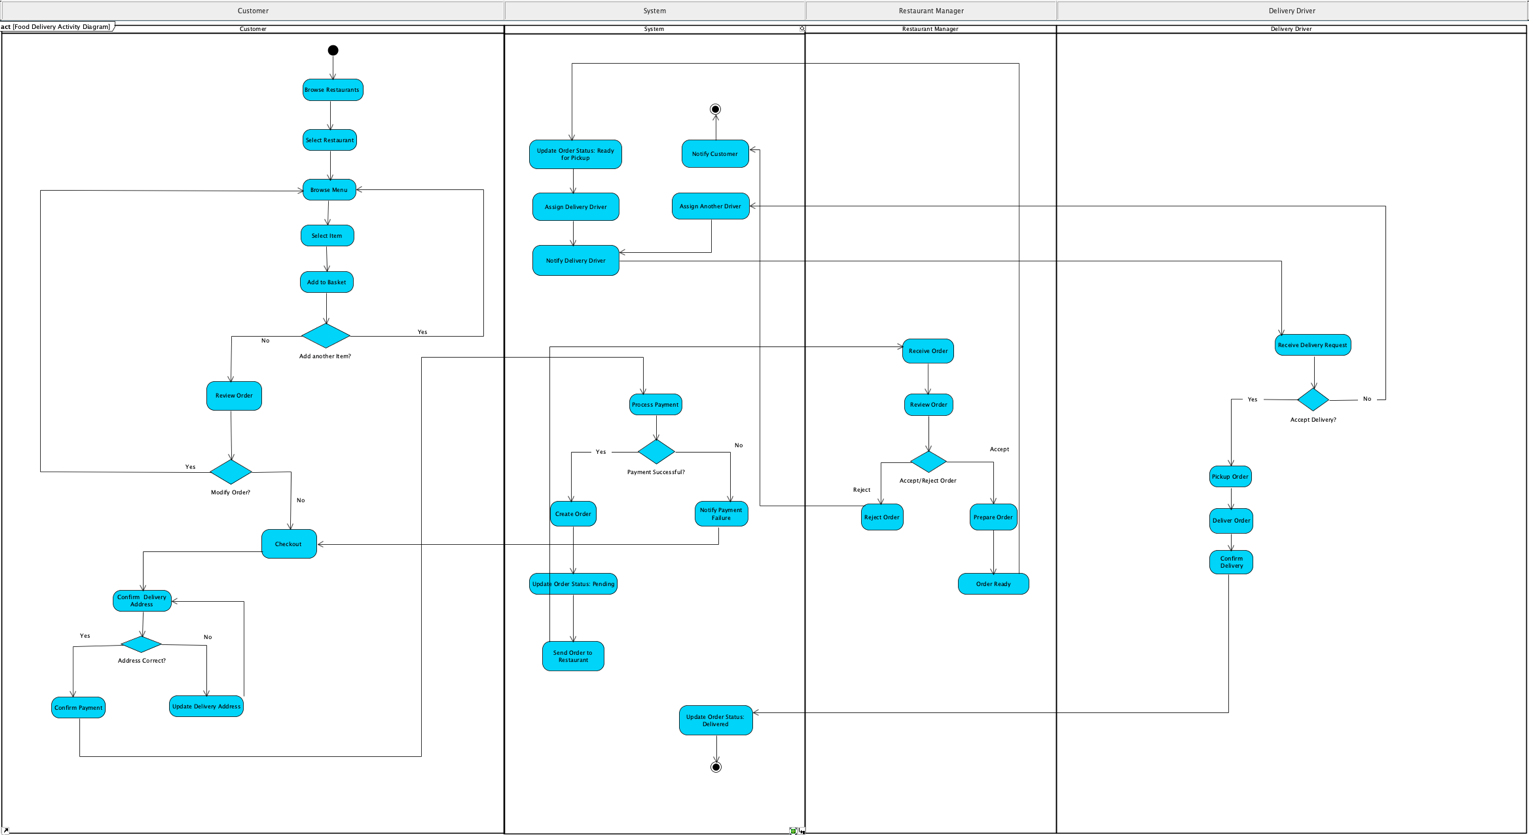 Customer
System
Restaurant Manager
Delivery Driver
act [Food Delivery Activity Diagram]
Customer
System
Restaurant Manager
Delivery Driver
Browse Restaurants
Select Restaurant
Browse Menu
Select Item
Add to Basket
Yes
No
Add another Item?
Review Order
Yes
Modify Order?
No
Checkout
Confirm Delivery
Address
Yes
No
Address Correct?
Confirm Payment
Update Delivery Address
Update Order Status: Ready
for Pickup
Notify Customer
Assign Delivery Driver
Assign Another Driver
Notify Delivery Driver
Process Payment
Yes
No
Payment Successful?
Create Order
Notify Payment
Failure
Update Order Status: Pending
Send Order to
Restaurant
Update Order Status:
Delivered
Receive Order
Review Order
Accept
Accept/Reject Order
Reject
Reject Order
Prepare Order
Order Ready
Receive Delivery Request
Yes
No
Accept Delivery?
Pickup Order
Deliver Order
Confirm
Delivery